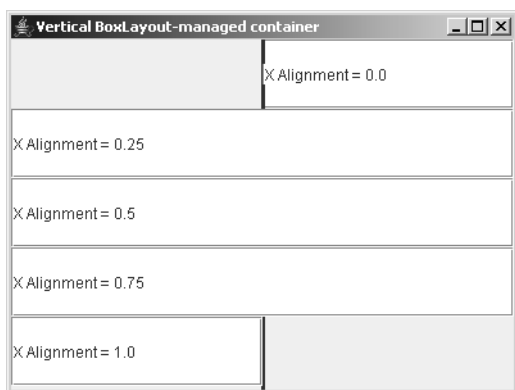 Vertical BoxLayout-managed container
X Alignment = 0.0
X Alignment = 0.25
X Alignment = 0.5
X Alignment = 0.75
X Alignment = 1.0